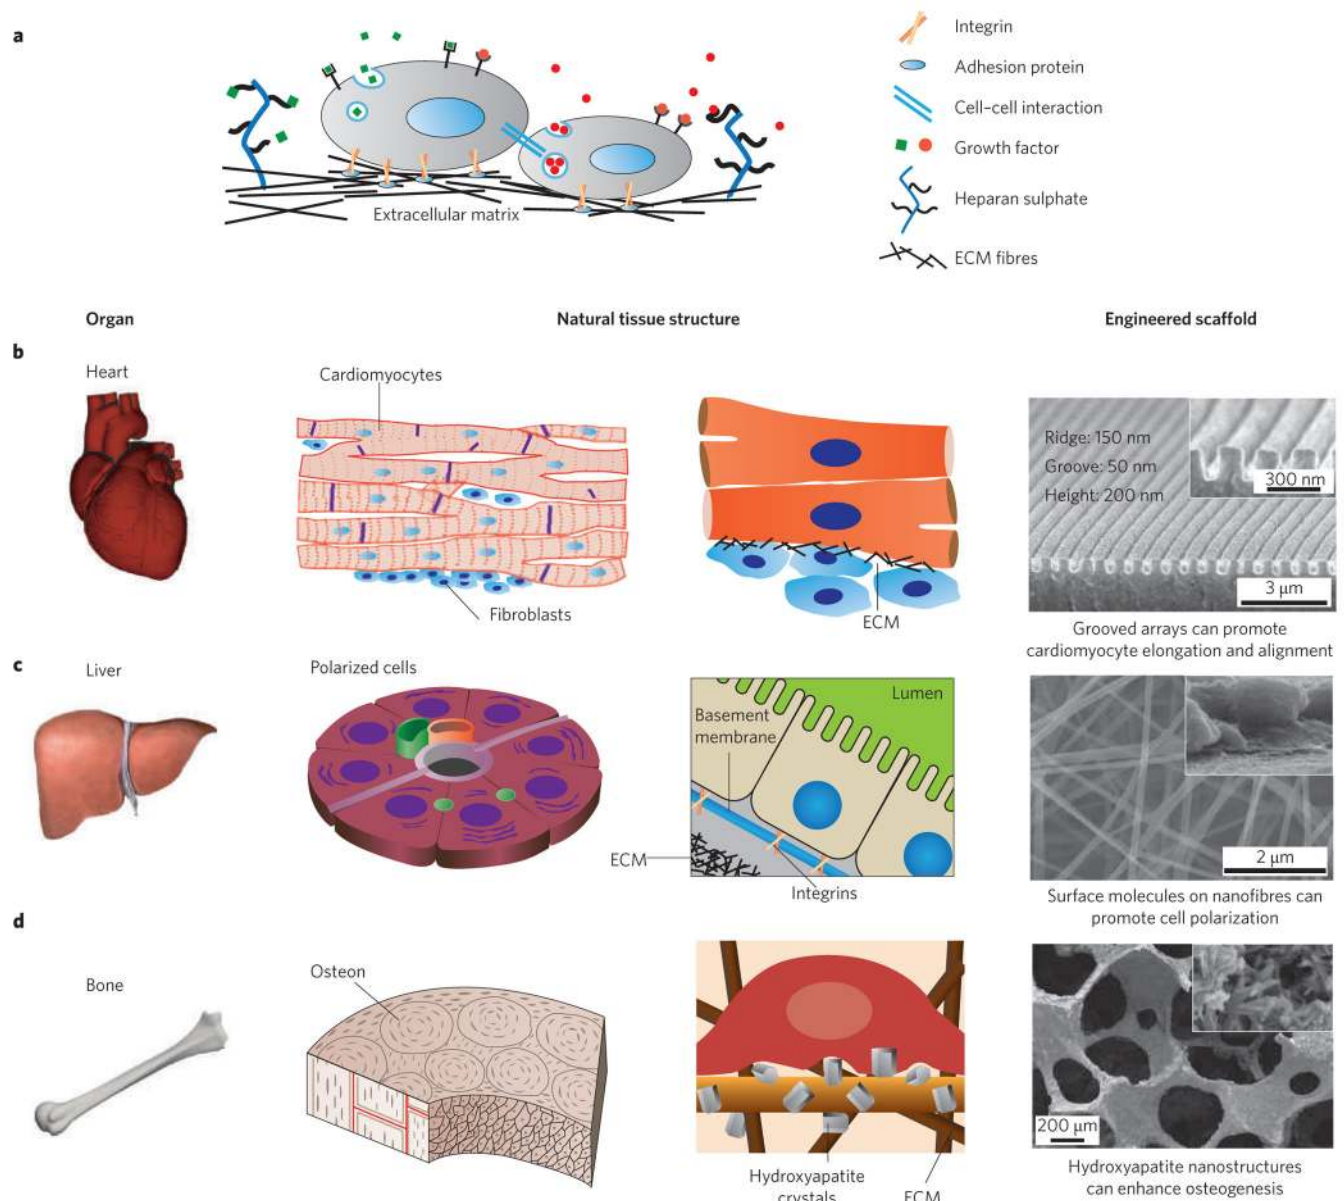 a
Integrin
Adhesion protein
Cell–cell interaction
Growth factor
Heparan sulphate
ECM fibres
Extracellular matrix
Organ
Natural tissue structure
Engineered scaffold
b
Heart
Cardiomyocytes
Fibroblasts
ECM
Ridge: 150 nm
Groove: 50 nm
Height: 200 nm
300 nm
3 μm
Grooved arrays can promote
cardiomyocyte elongation and alignment
c
Liver
Polarized cells
Lumen
Basement
membrane
ECM
Integrins
2 μm
Surface molecules on nanofibres can
promote cell polarization
d
Bone
Osteon
Hydroxyapatite
crystals
ECM
200 μm
Hydroxyapatite nanostructures
can enhance osteogenesis